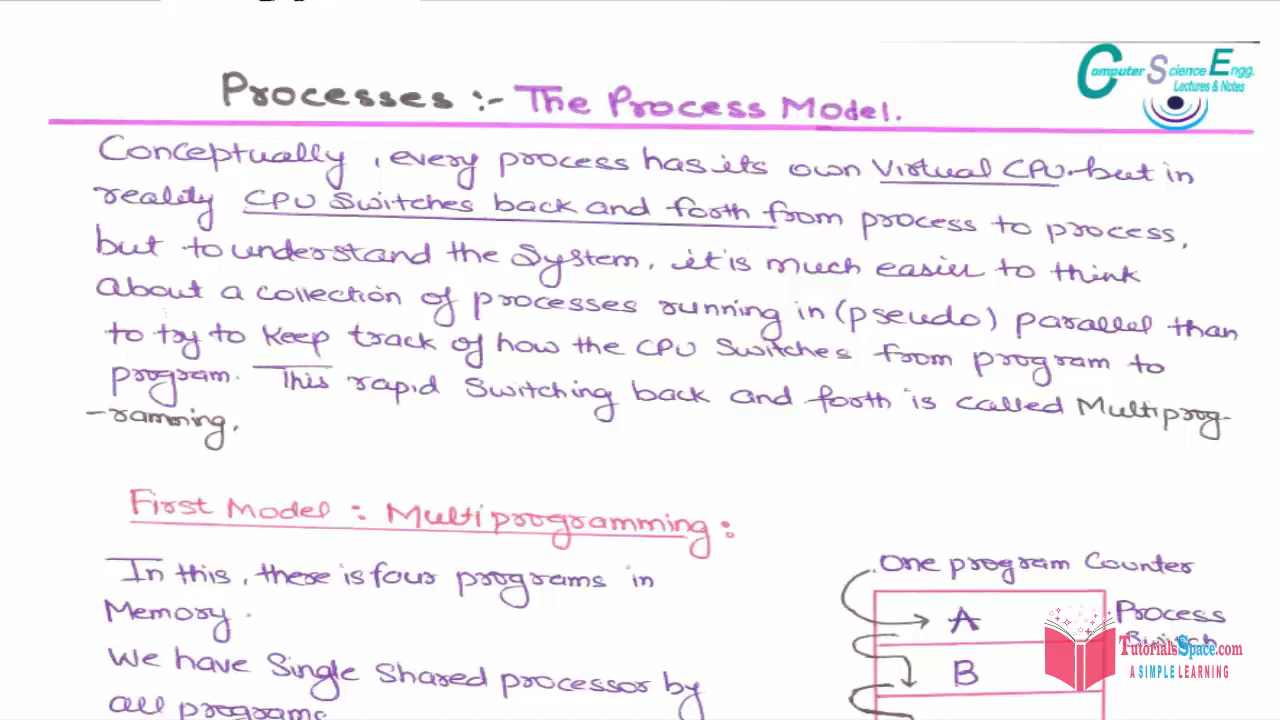 Computer Science Engg.
Lectures & Notes
Processes :- The Process Model.
Conceptually, every process has its own Virtual CPU. but in
reality CPU Switches back and forth from process to process,
but to understand the System, it is much easier to think
about a collection of processes running in (pseudo) parallel than
to try to keep track of how the CPU Switches from program to
program. This rapid Switching back and forth is called Multiprog-
-ramming.
First Model : Multiprogramming :
In this, there is four programs in
Memory.
We have Single Shared processor by
all programs
One program Counter
A
Process
Switch
B
TutorialsSpace.com
A SIMPLE LEARNING